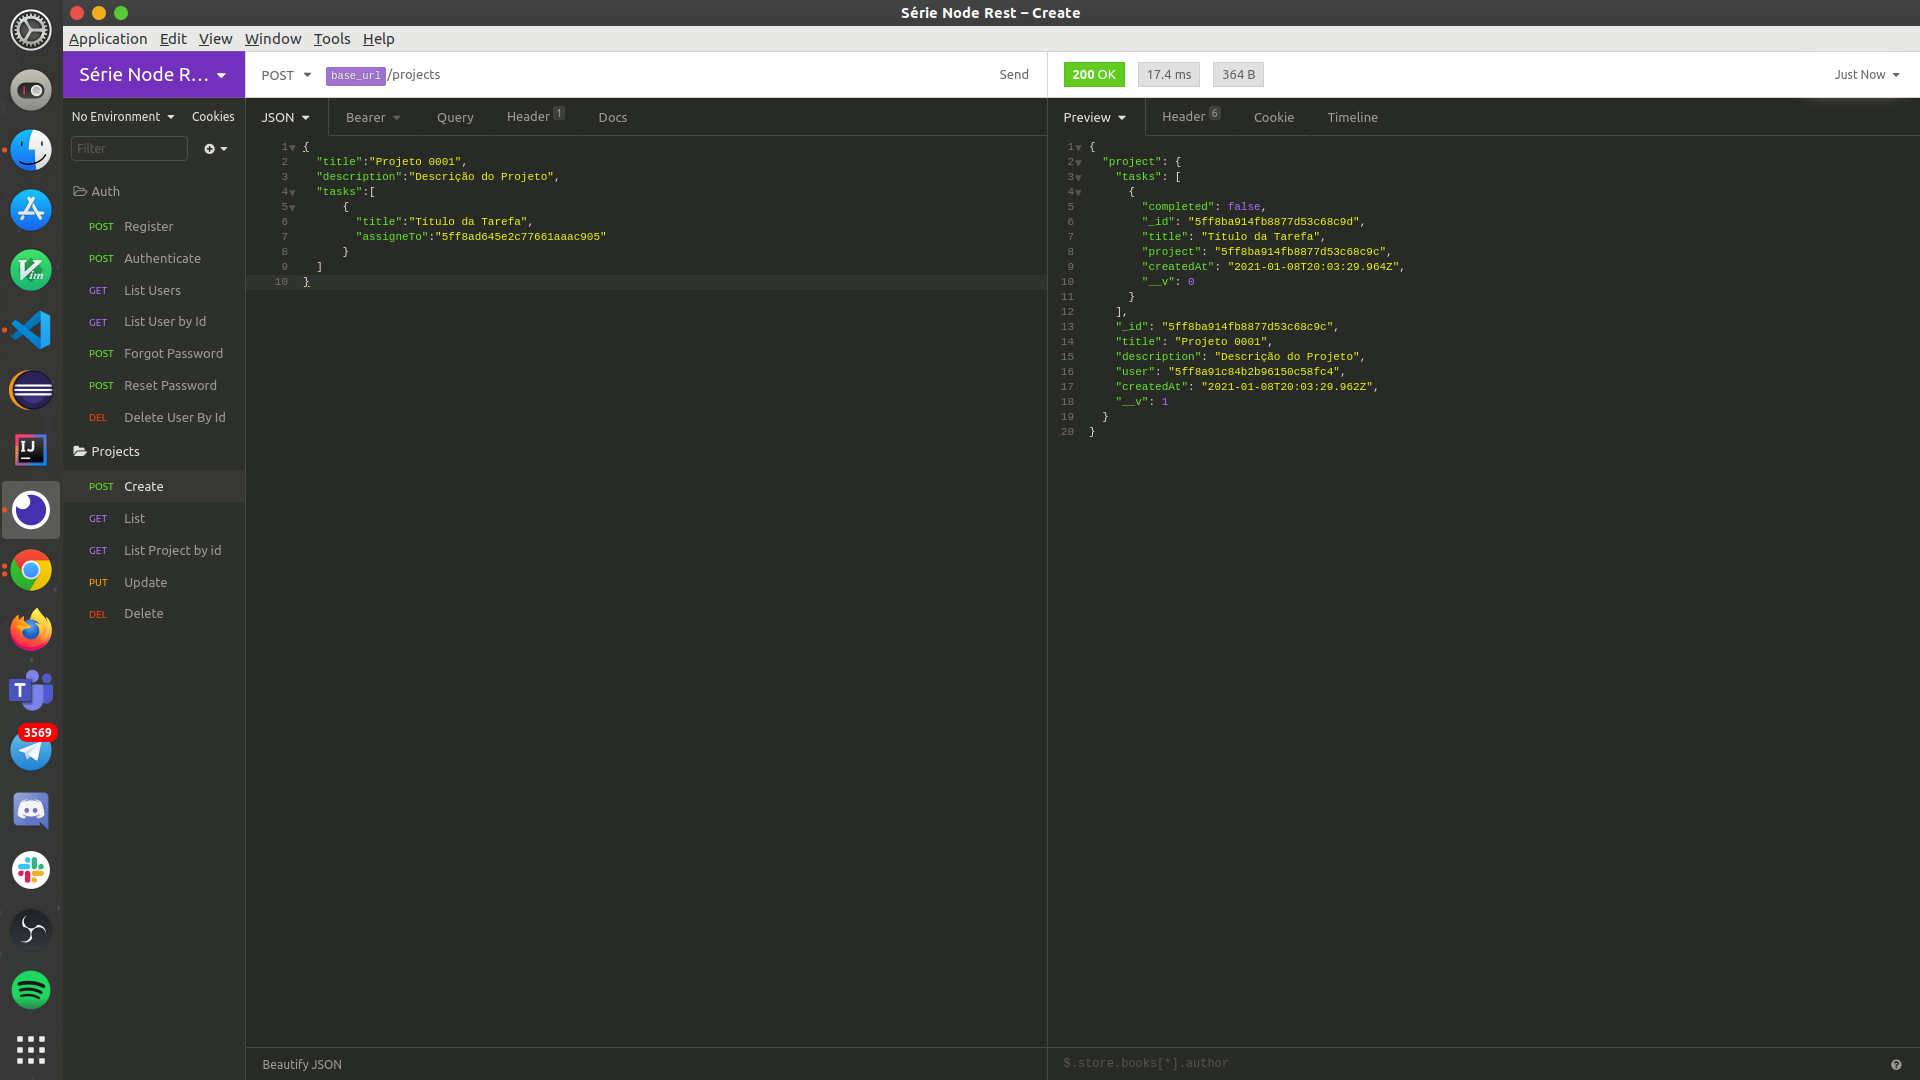 Série Node Rest – Create
Application Edit View Window Tools Help
Série Node R...
POST base_url/projects Send
200 OK 17.4 ms 364 B Just Now
No Environment Cookies
Filter
Auth
POST Register
POST Authenticate
GET List Users
GET List User by Id
POST Forgot Password
POST Reset Password
DEL Delete User By Id
Projects
POST Create
GET List
GET List Project by id
PUT Update
DEL Delete
JSON Bearer Query Header 1 Docs
1 {
2 "title":"Projeto 0001",
3 "description":"Descrição do Projeto",
4 "tasks":[
5 {
6 "title":"Título da Tarefa",
7 "assigneTo":"5ff8ad645e2c77661aaac905"
8 }
9 ]
10 }
Beautify JSON
Preview Header 6 Cookie Timeline
1 {
2 "project": {
3 "tasks": [
4 {
5 "completed": false,
6 "_id": "5ff8ba914fb8877d53c68c9d",
7 "title": "Título da Tarefa",
8 "project": "5ff8ba914fb8877d53c68c9c",
9 "createdAt": "2021-01-08T20:03:29.964Z",
10 "__v": 0
11 }
12 ],
13 "_id": "5ff8ba914fb8877d53c68c9c",
14 "title": "Projeto 0001",
15 "description": "Descrição do Projeto",
16 "user": "5ff8a91c84b2b96150c58fc4",
17 "createdAt": "2021-01-08T20:03:29.962Z",
18 "__v": 1
19 }
20 }
$.store.books[*].author
Vim
IJ
T
3569